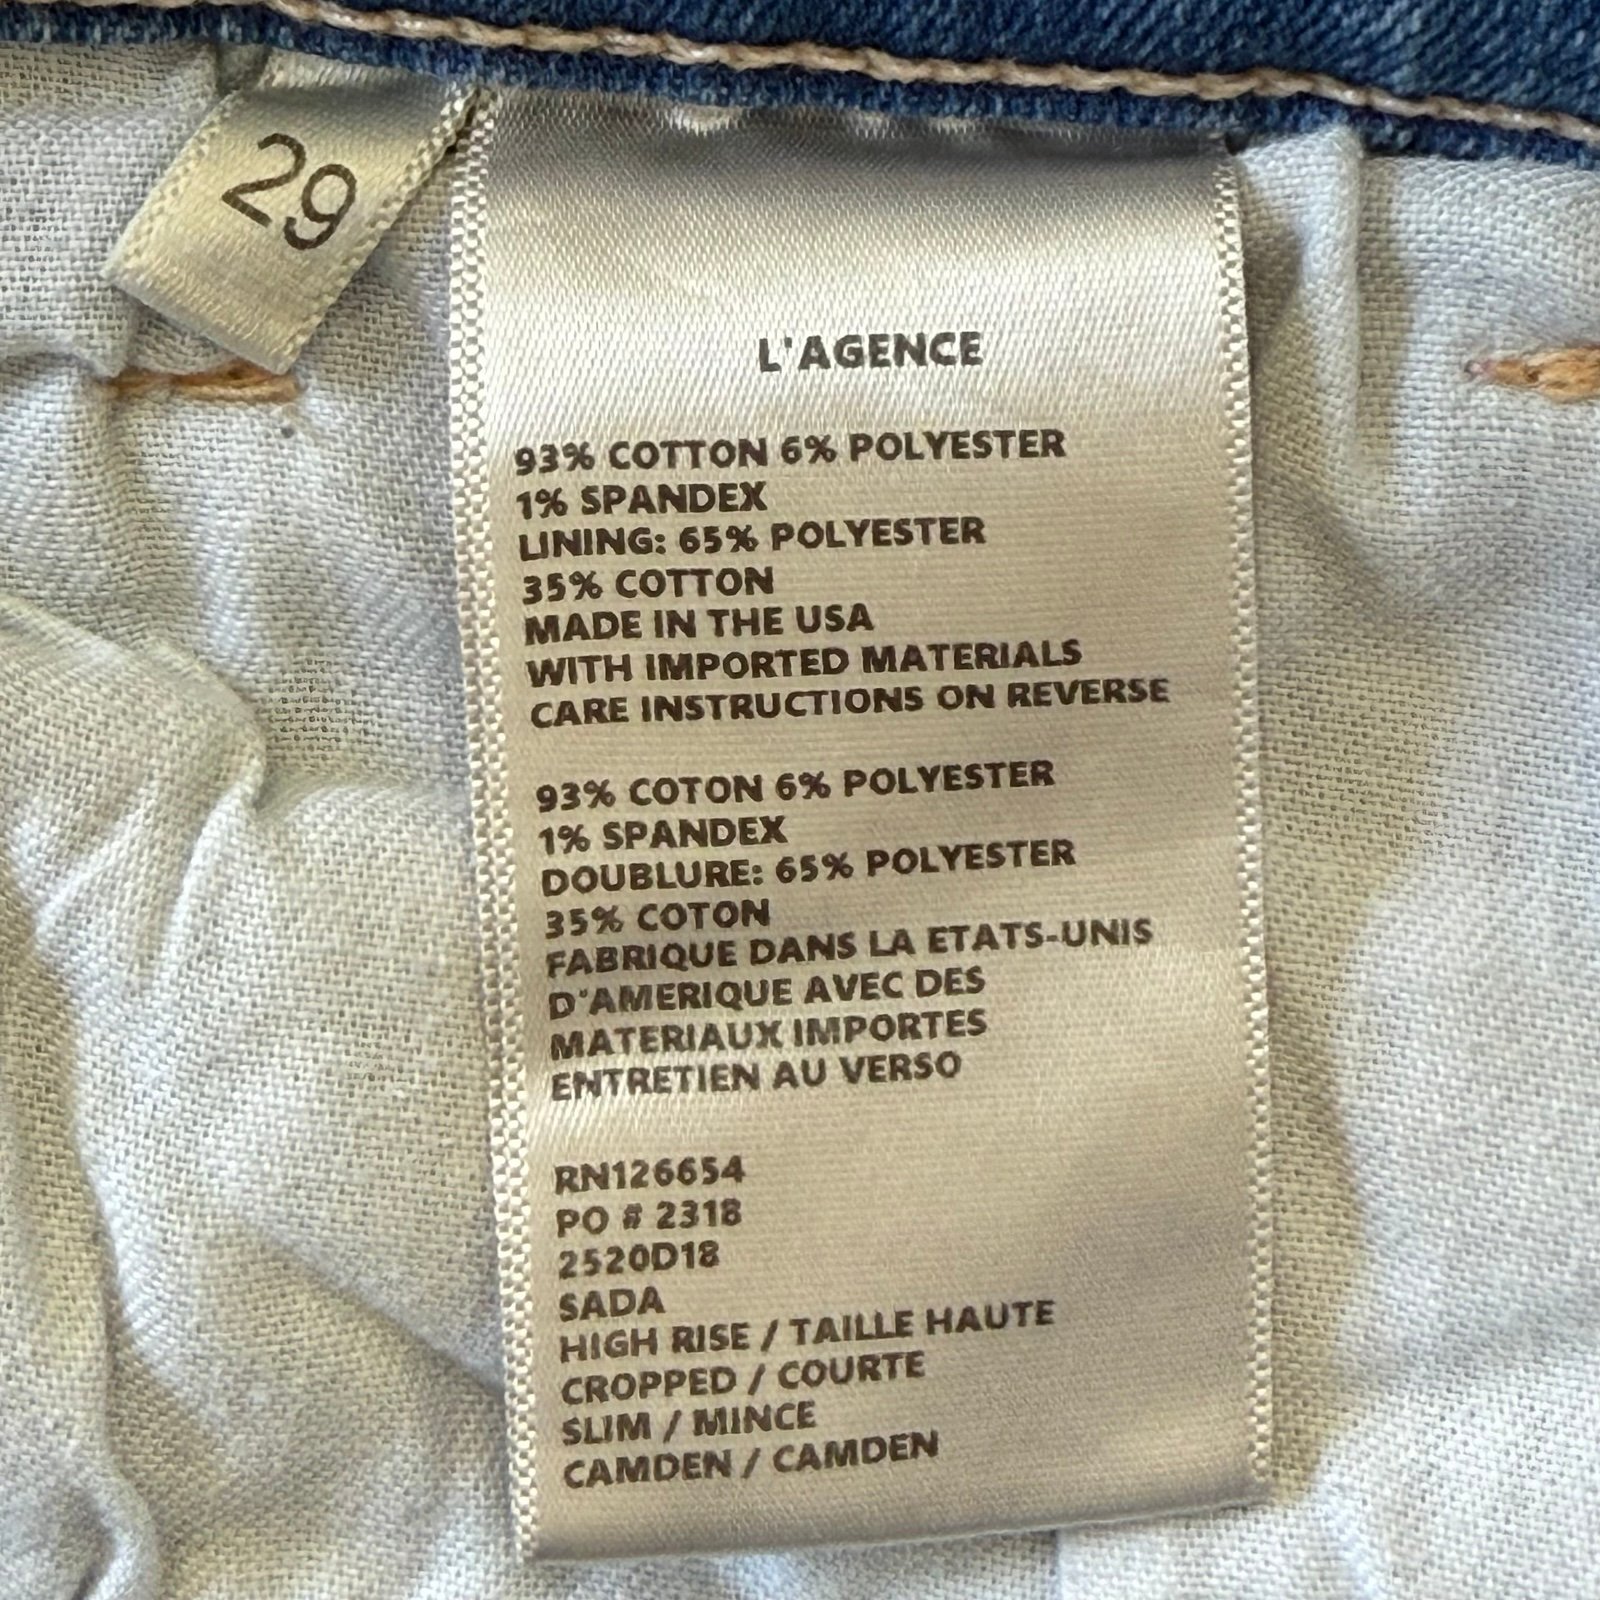 29
L'AGENCE
93% COTTON 6% POLYESTER
1% SPANDEX
LINING: 65% POLYESTER
35% COTTON
MADE IN THE USA
WITH IMPORTED MATERIALS
CARE INSTRUCTIONS ON REVERSE
93% COTON 6% POLYESTER
1% SPANDEX
DOUBLURE: 65% POLYESTER
35% COTON
FABRIQUE DANS LA ETATS-UNIS
D'AMERIQUE AVEC DES
MATERIAUX IMPORTES
ENTRETIEN AU VERSO
RN126654
PO # 2318
2520D18
SADA
HIGH RISE / TAILLE HAUTE
CROPPED / COURTE
SLIM / MINCE
CAMDEN / CAMDEN